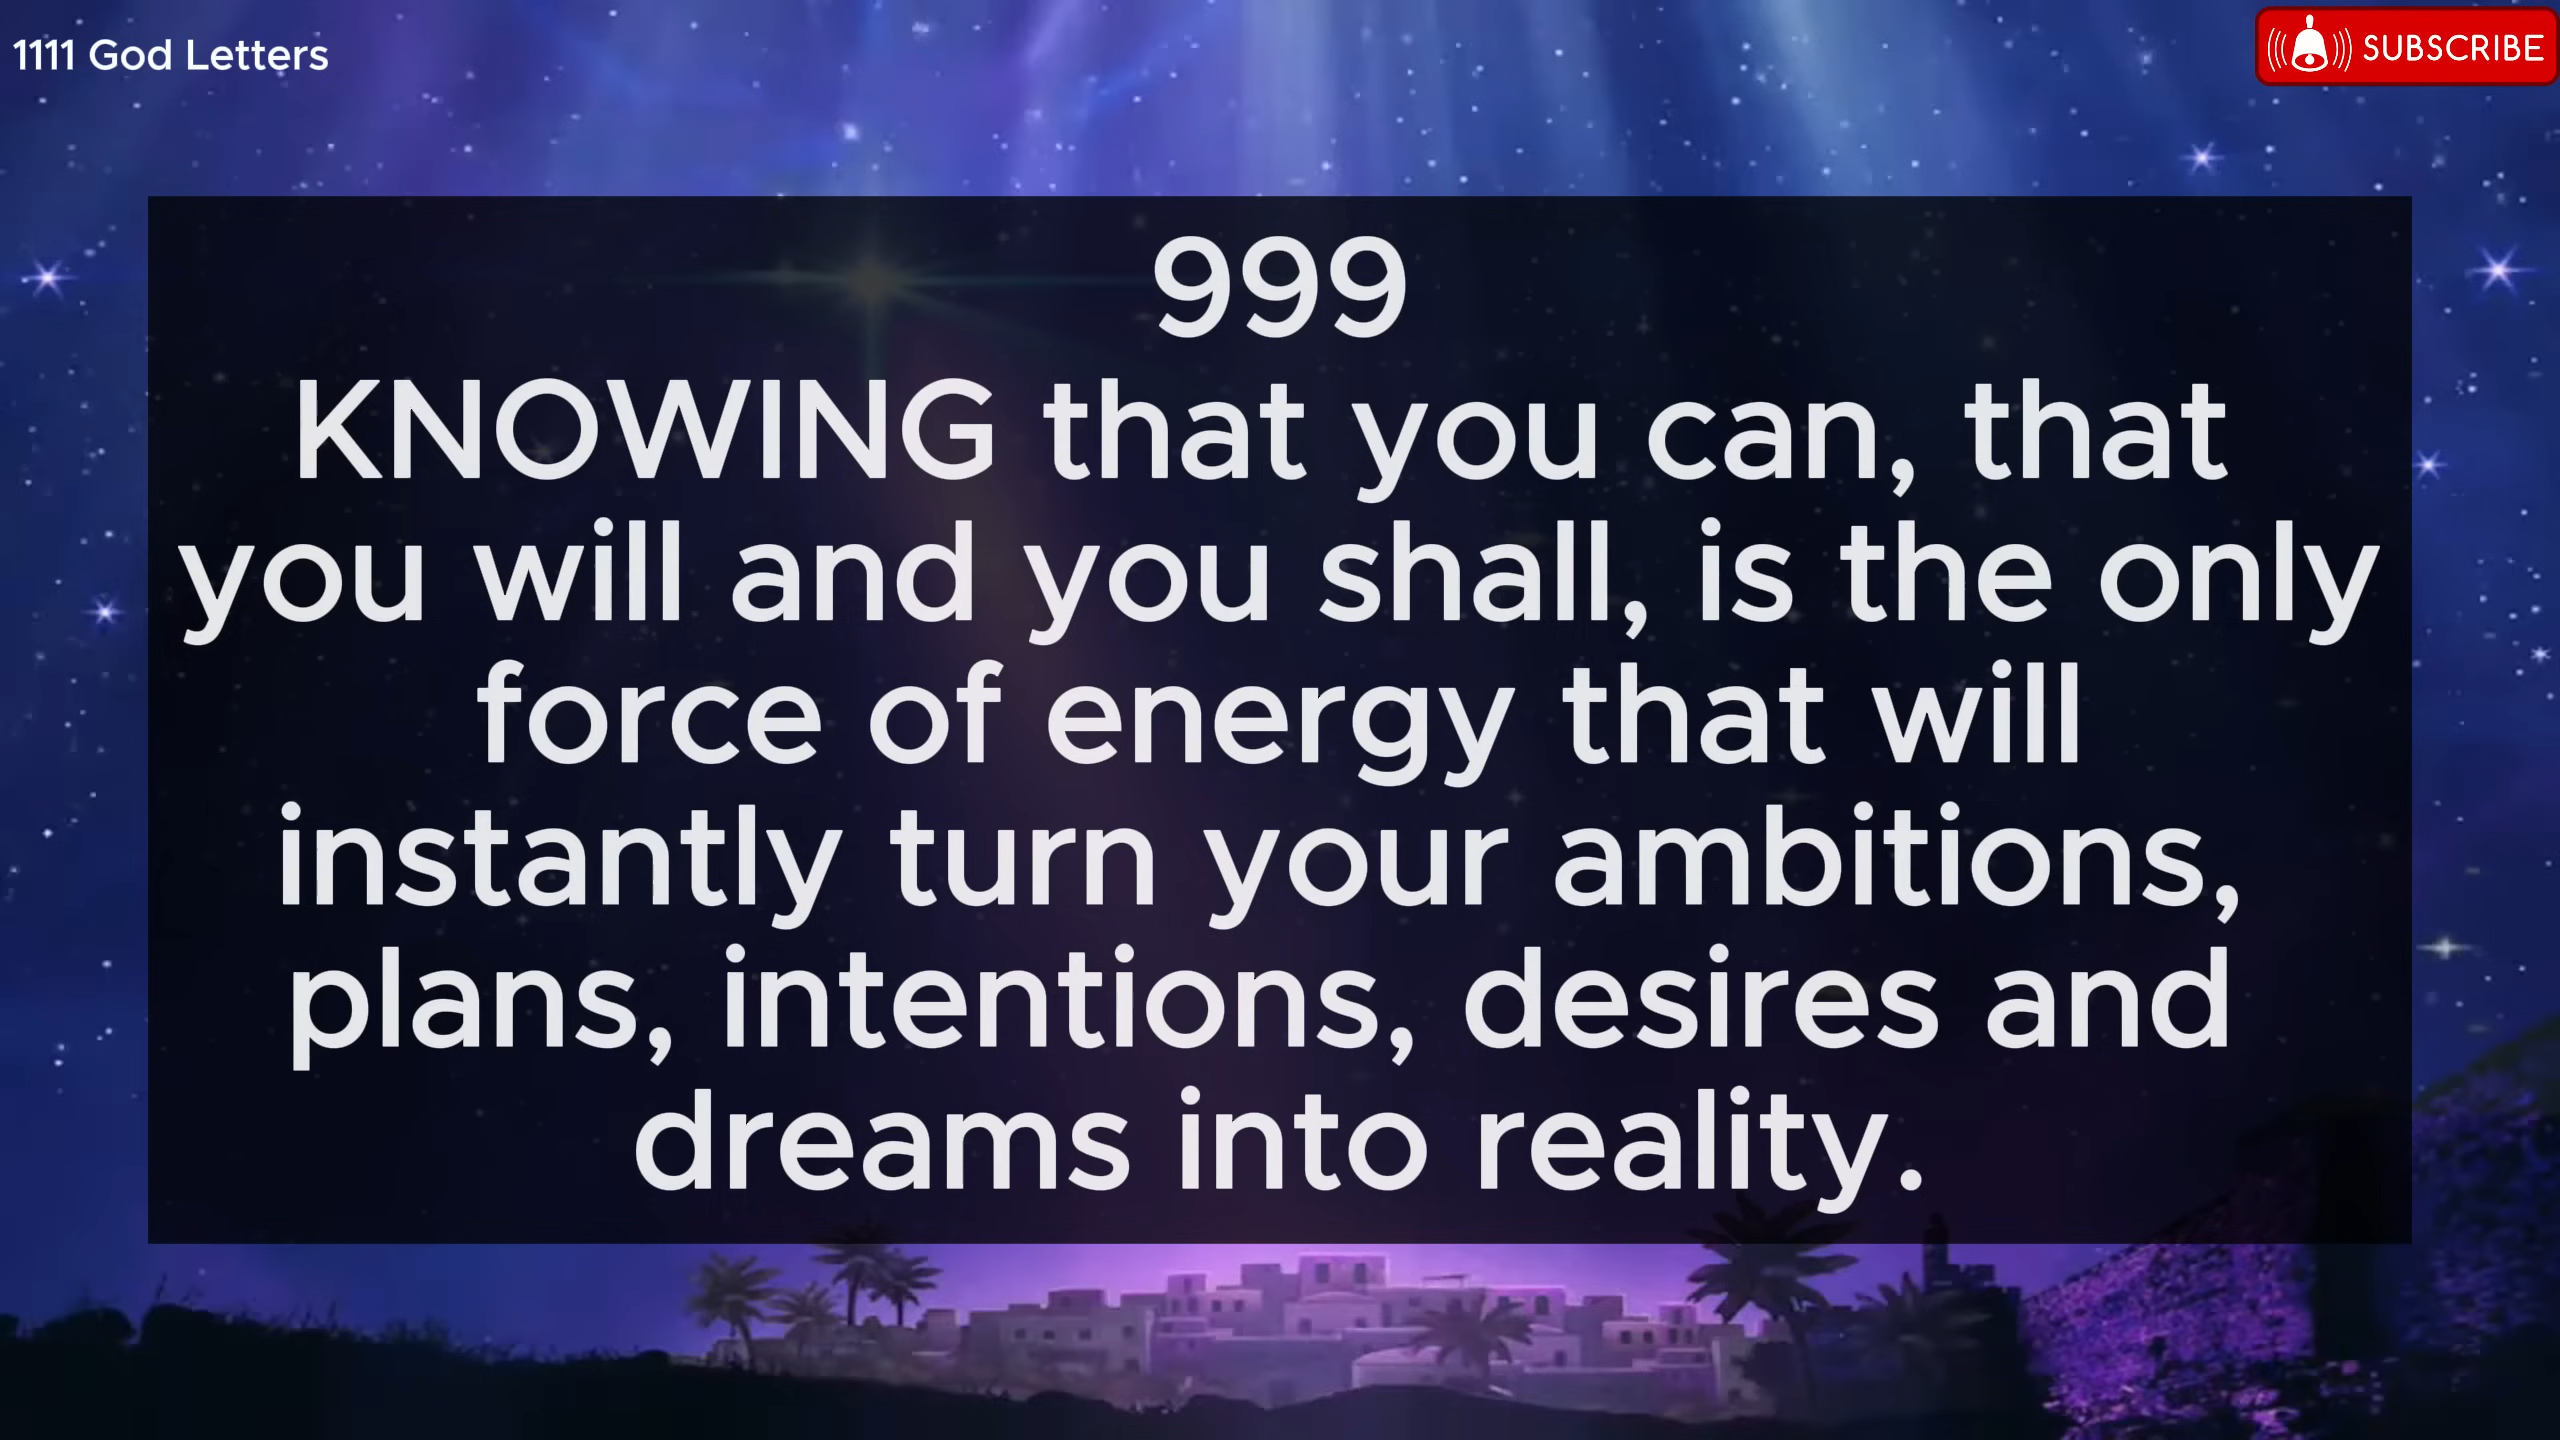 1111 God Letters
SUBSCRIBE
999
KNOWING that you can, that
you will and you shall, is the only
force of energy that will
instantly turn your ambitions,
plans, intentions, desires and
dreams into reality.